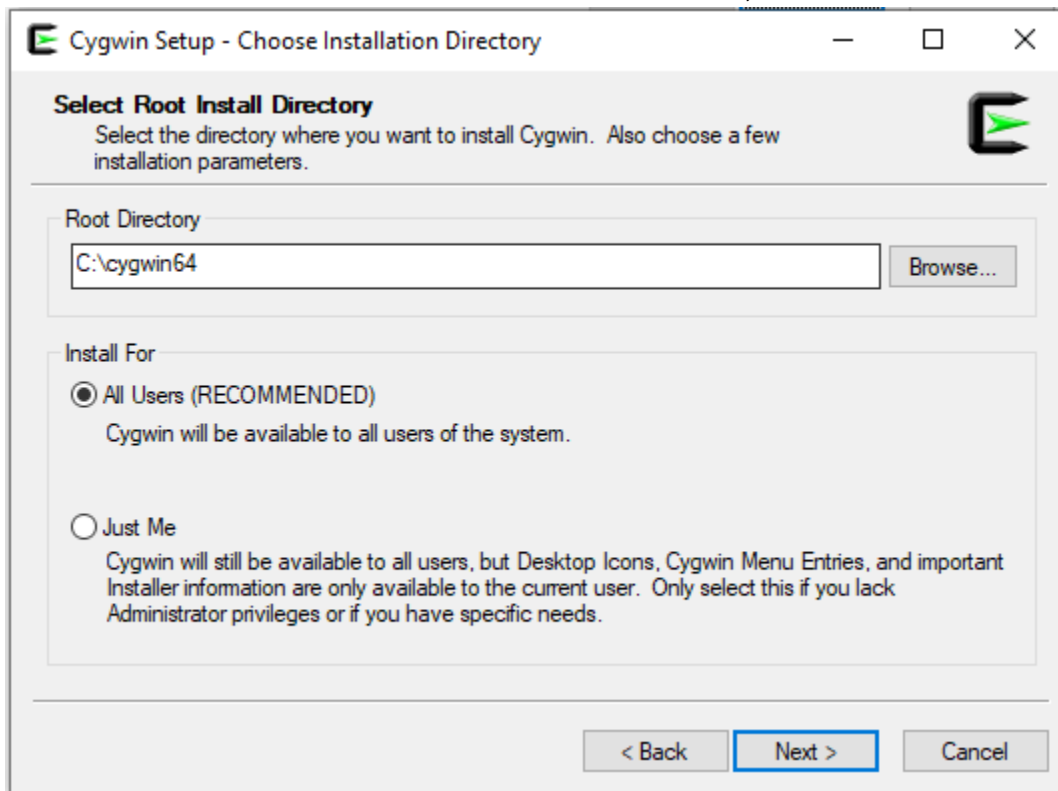 Cygwin Setup - Choose Installation Directory
Select Root Install Directory
Select the directory where you want to install Cygwin. Also choose a few
installation parameters.
Root Directory
C:\cygwin64
Browse...
Install For
All Users (RECOMMENDED)
Cygwin will be available to all users of the system.
Just Me
Cygwin will still be available to all users, but Desktop Icons, Cygwin Menu Entries, and important
Installer information are only available to the current user. Only select this if you lack
Administrator privileges or if you have specific needs.
< Back
Next >
Cancel